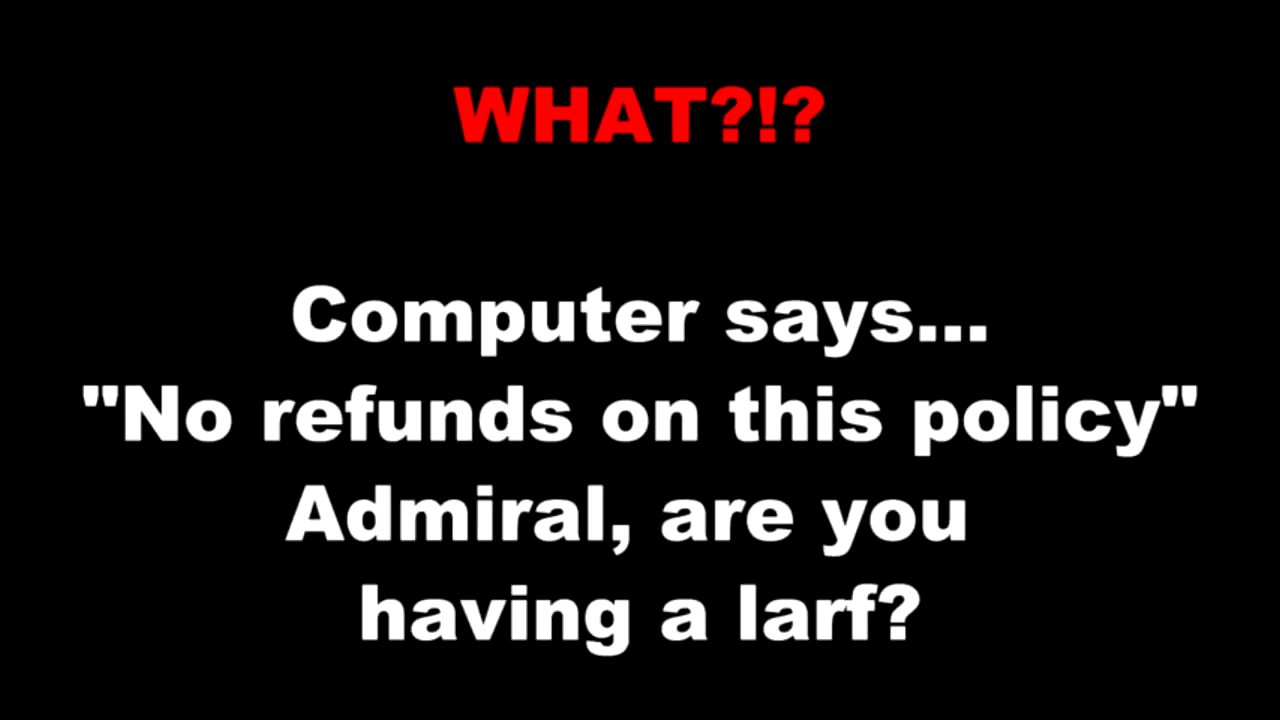 WHAT?!?
Computer says...
"No refunds on this policy"
Admiral, are you
having a larf?